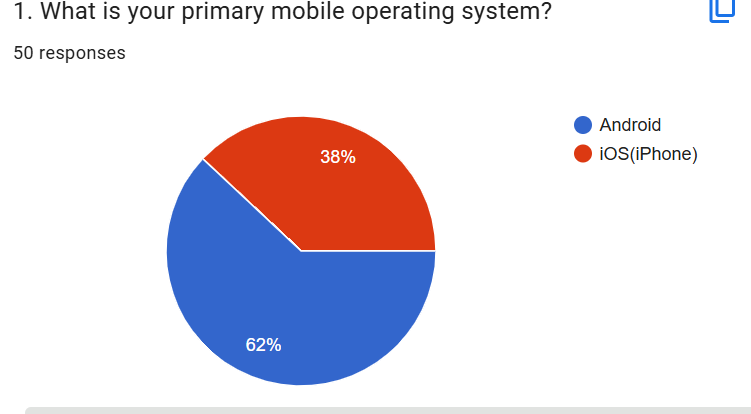 1. What is your primary mobile operating system?
50 responses
Android
iOS(iPhone)
38%
62%